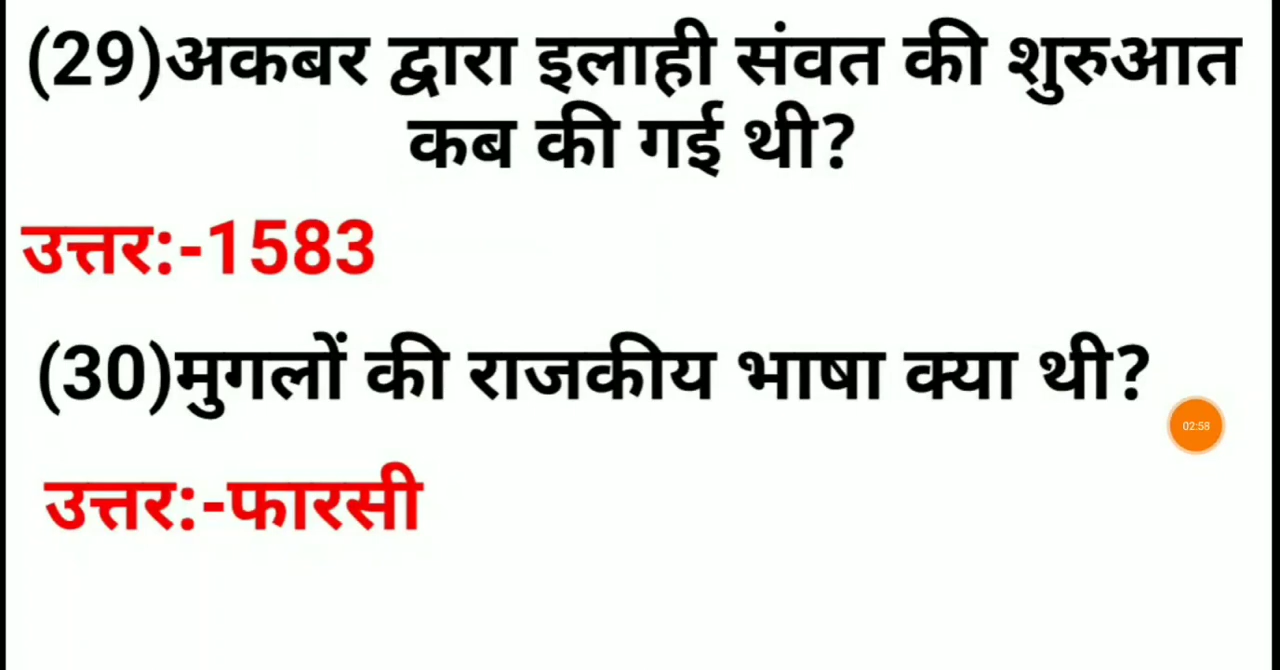 (29)अकबर द्वारा इलाही संवत की शुरुआत
कब की गई थी?
उत्तर:-1583
(30)मुगलों की राजकीय भाषा क्या थी?
02:58
उत्तर:-फारसी